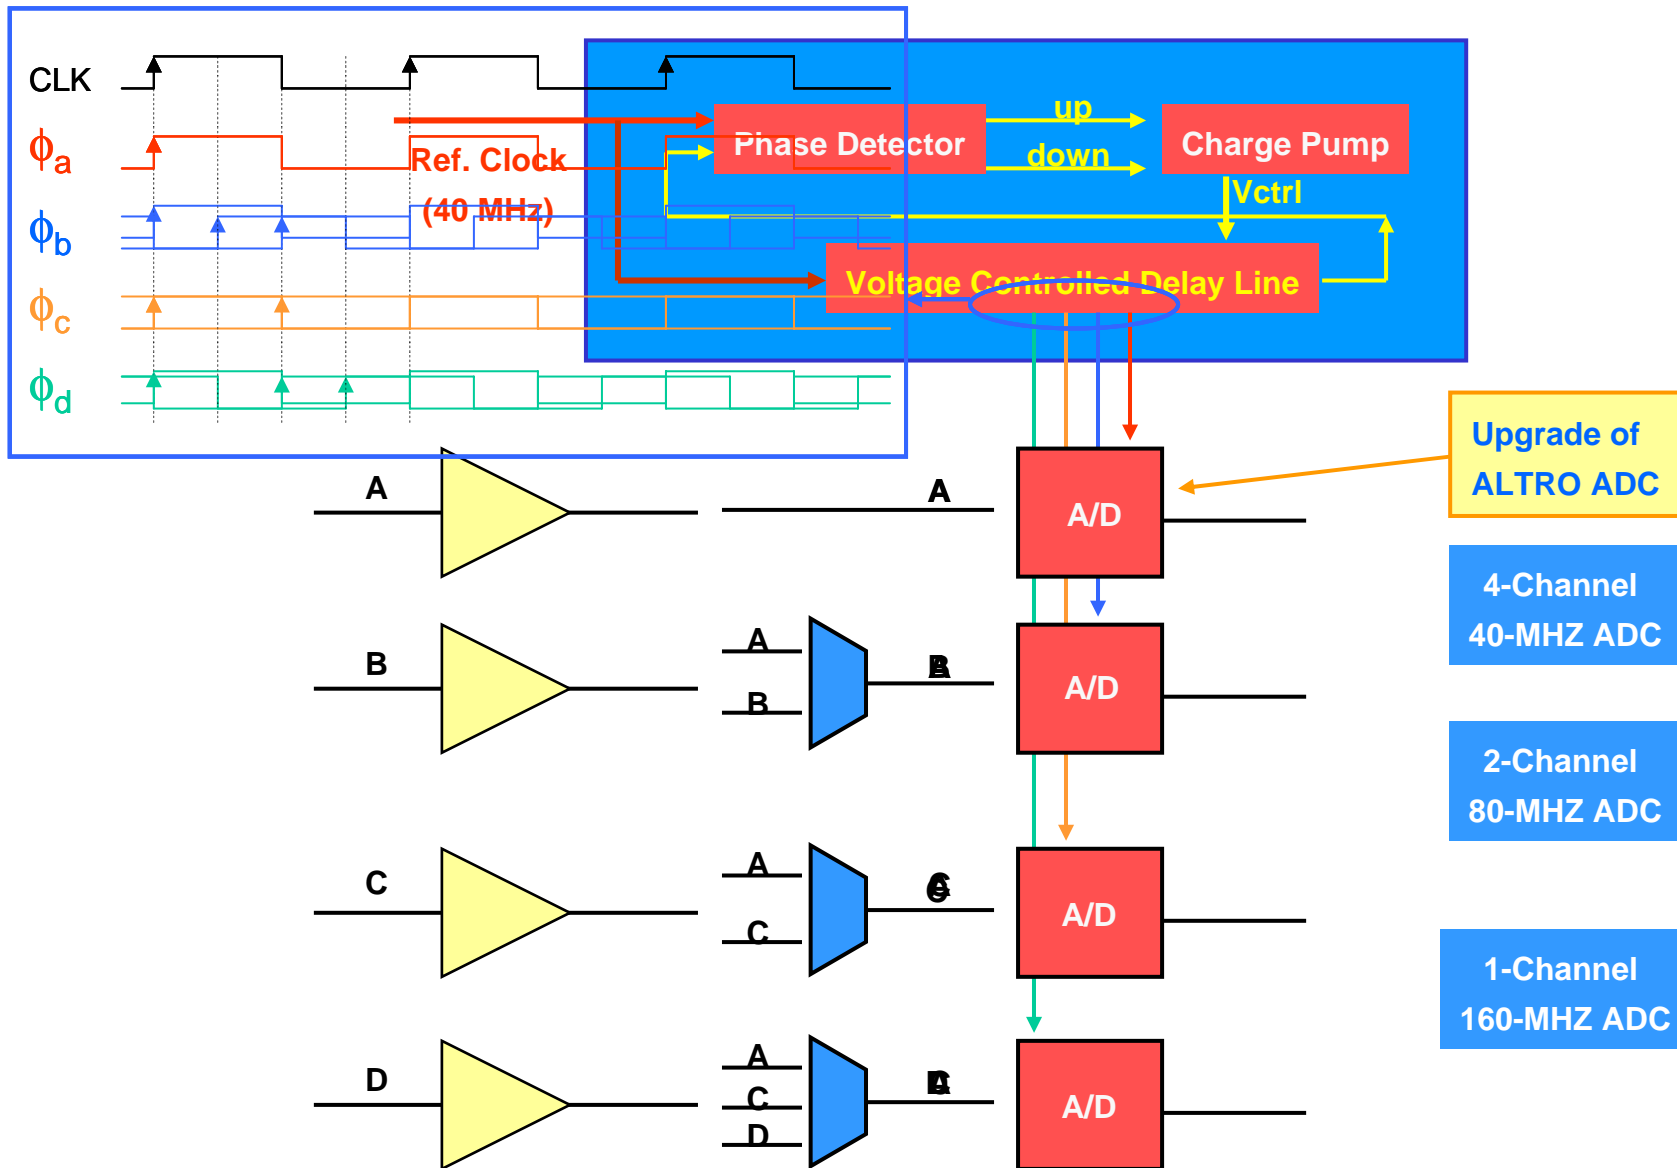 CLK
ϕa
ϕb
ϕc
ϕd
Ref. Clock
(40 MHz)
Phase Detector
up
down
Charge Pump
Vctrl
Voltage Controlled Delay Line
Upgrade of
ALTRO ADC
A
A
A/D
4-Channel
40-MHZ ADC
B
A
B
A/D
2-Channel
80-MHZ ADC
C
A
C
A/D
1-Channel
160-MHZ ADC
D
A
C
D
A/D